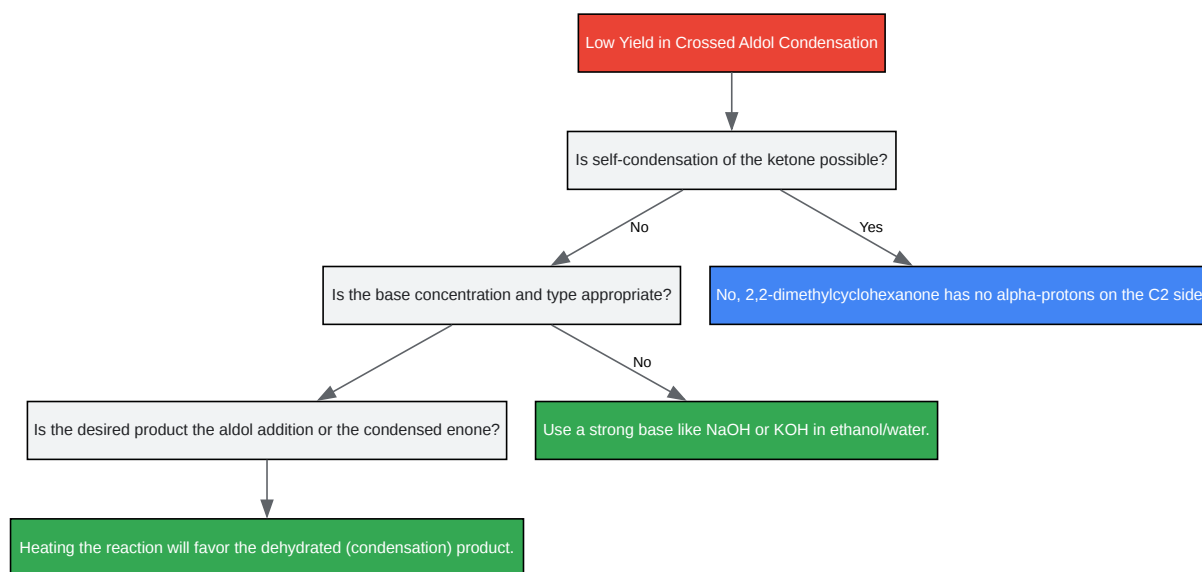 Low Yield in Crossed Aldol Condensation
Is self-condensation of the ketone possible?
No
Yes
Is the base concentration and type appropriate?
No, 2,2-dimethylcyclohexanone has no alpha-protons on the C2 side
No
Is the desired product the aldol addition or the condensed enone?
Use a strong base like NaOH or KOH in ethanol/water.
Heating the reaction will favor the dehydrated (condensation) product.